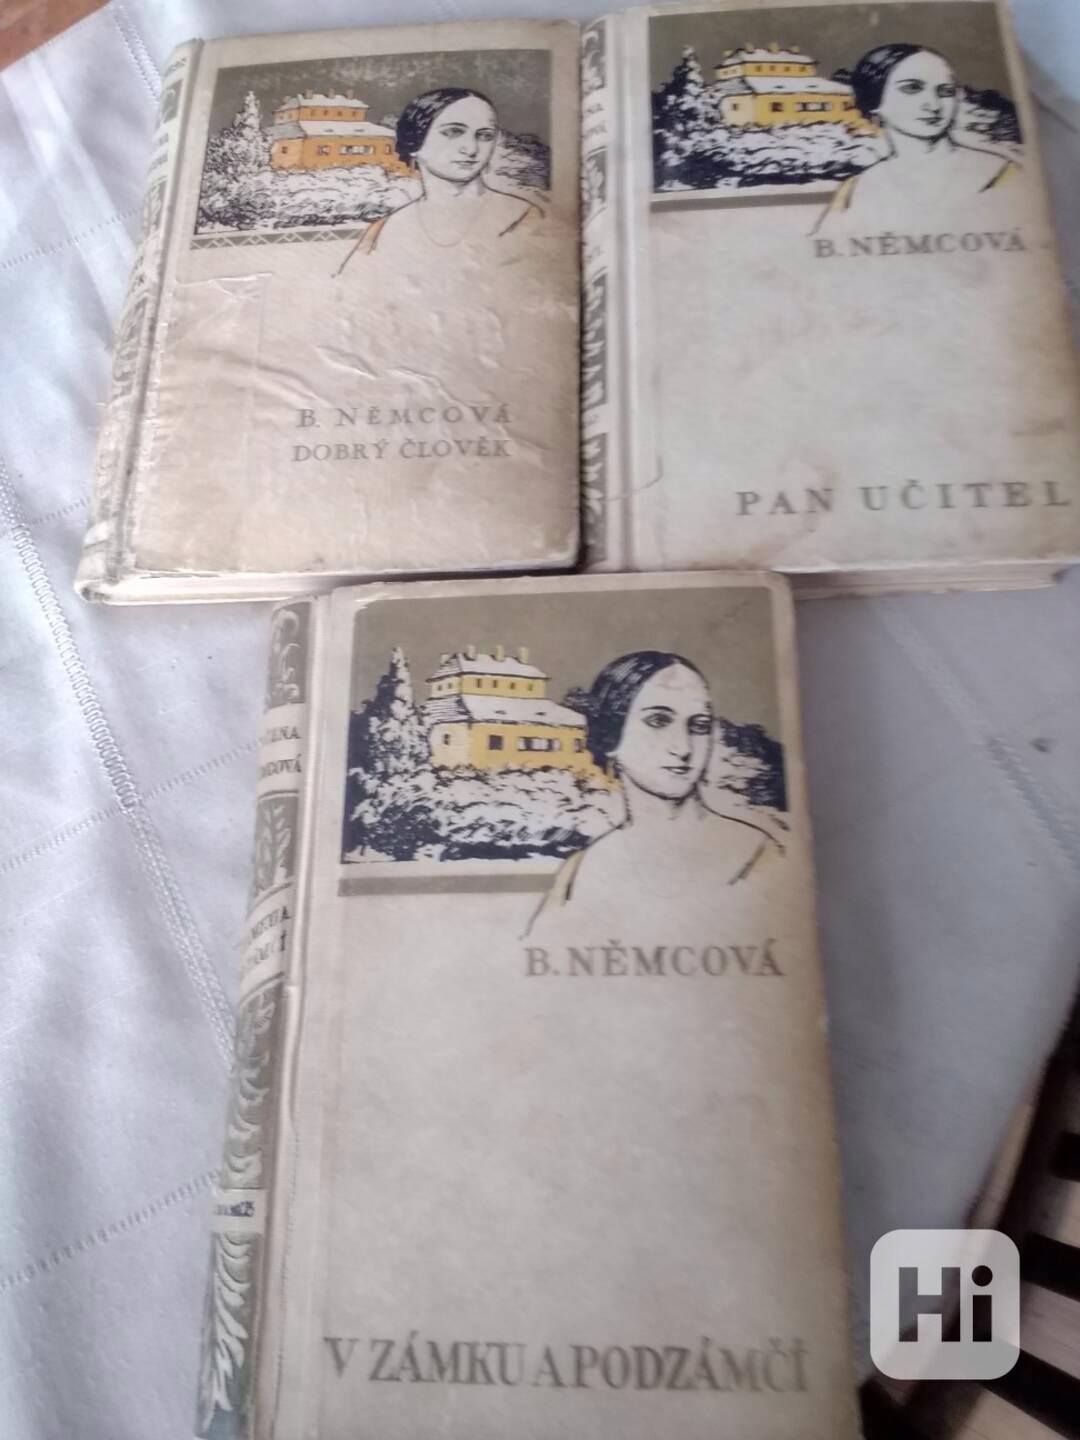 B. NĚMCOVÁ
DOBRÝ ČLOVĚK
B. NĚMCOVÁ
PAN UČITEL
B. NĚMCOVÁ
V ZÁMKU A PODZÁMČÍ
Hi